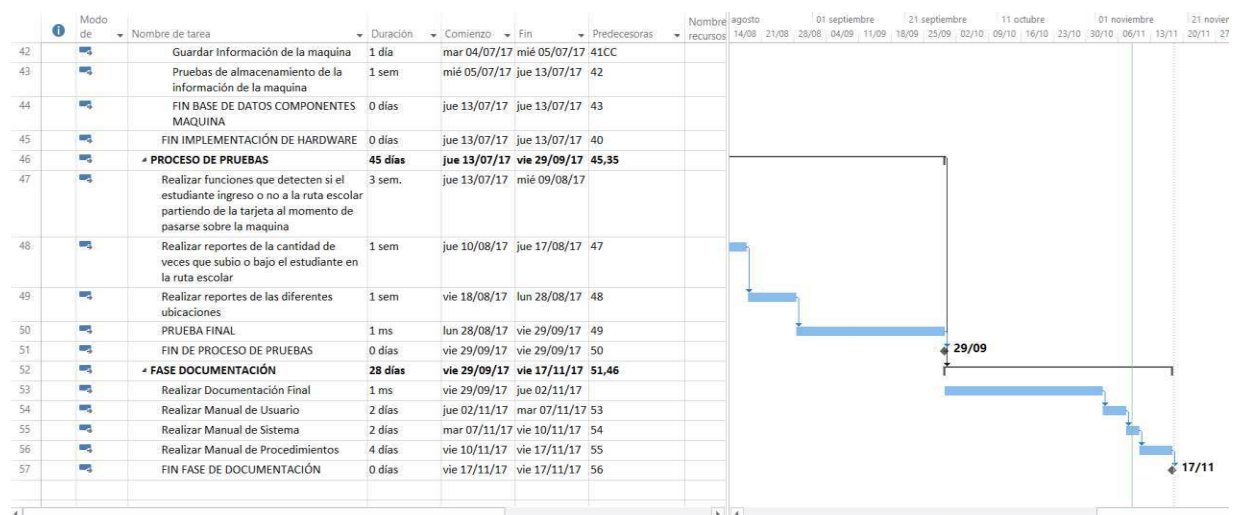 Modo de
Nombre de tarea
Duración
Comienzo
Fin
Predecesoras
Nombre recursos
agosto 01 septiembre 21 septiembre 11 octubre 01 noviembre 21 novier
14/08 21/08 28/08 04/09 11/09 18/09 25/09 02/10 09/10 16/10 23/10 30/10 06/11 13/11 20/11 27
42 Guardar Información de la maquina 1 día mar 04/07/17 mié 05/07/17 41CC
43 Pruebas de almacenamiento de la 1 sem mié 05/07/17 jue 13/07/17 42
información de la maquina
44 FIN BASE DE DATOS COMPONENTES 0 días jue 13/07/17 jue 13/07/17 43
MAQUINA
45 FIN IMPLEMENTACIÓN DE HARDWARE 0 días jue 13/07/17 jue 13/07/17 40
46 PROCESO DE PRUEBAS 45 días jue 13/07/17 vie 29/09/17 45,35
47 Realizar funciones que detecten si el 3 sem. jue 13/07/17 mié 09/08/17
estudiante ingreso o no a la ruta escolar
partiendo de la tarjeta al momento de
pasarse sobre la maquina
48 Realizar reportes de la cantidad de 1 sem jue 10/08/17 jue 17/08/17 47
veces que subio o bajo el estudiante en
la ruta escolar
49 Realizar reportes de las diferentes 1 sem vie 18/08/17 lun 28/08/17 48
ubicaciones
50 PRUEBA FINAL 1 ms lun 28/08/17 vie 29/09/17 49
51 FIN DE PROCESO DE PRUEBAS 0 días vie 29/09/17 vie 29/09/17 50
29/09
52 FASE DOCUMENTACIÓN 28 días vie 29/09/17 vie 17/11/17 51,46
53 Realizar Documentación Final 1 ms vie 29/09/17 jue 02/11/17
54 Realizar Manual de Usuario 2 días jue 02/11/17 mar 07/11/17 53
55 Realizar Manual de Sistema 2 días mar 07/11/17 vie 10/11/17 54
56 Realizar Manual de Procedimientos 4 días vie 10/11/17 vie 17/11/17 55
57 FIN FASE DE DOCUMENTACIÓN 0 días vie 17/11/17 vie 17/11/17 56
17/11